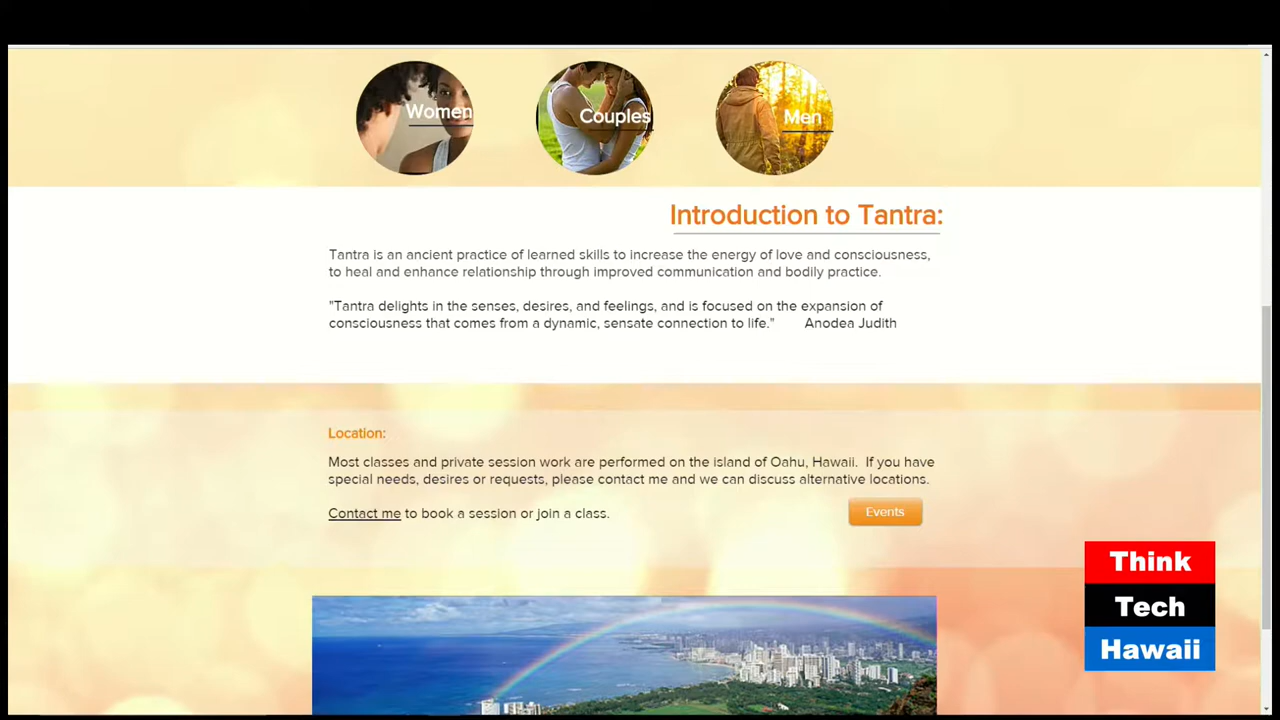 Women
Couples
Men
Introduction to Tantra:
Tantra is an ancient practice of learned skills to increase the energy of love and consciousness,
to heal and enhance relationship through improved communication and bodily practice.
"Tantra delights in the senses, desires, and feelings, and is focused on the expansion of
consciousness that comes from a dynamic, sensate connection to life." Anodea Judith
Location:
Most classes and private session work are performed on the island of Oahu, Hawaii. If you have
special needs, desires or requests, please contact me and we can discuss alternative locations.
Contact me to book a session or join a class.
Events
Think
Tech
Hawaii